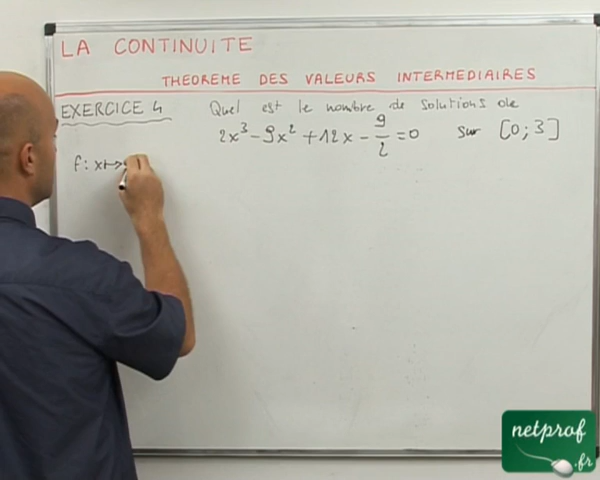 LA CONTINUITE
THEOREME DES VALEURS INTERMEDIAIRES
EXERCICE 4 Quel est le nombre de solutions de
2x³ - 9x² + 12x - 9/2 = 0 sur [0;3]
f: x↦
netprof
.fr